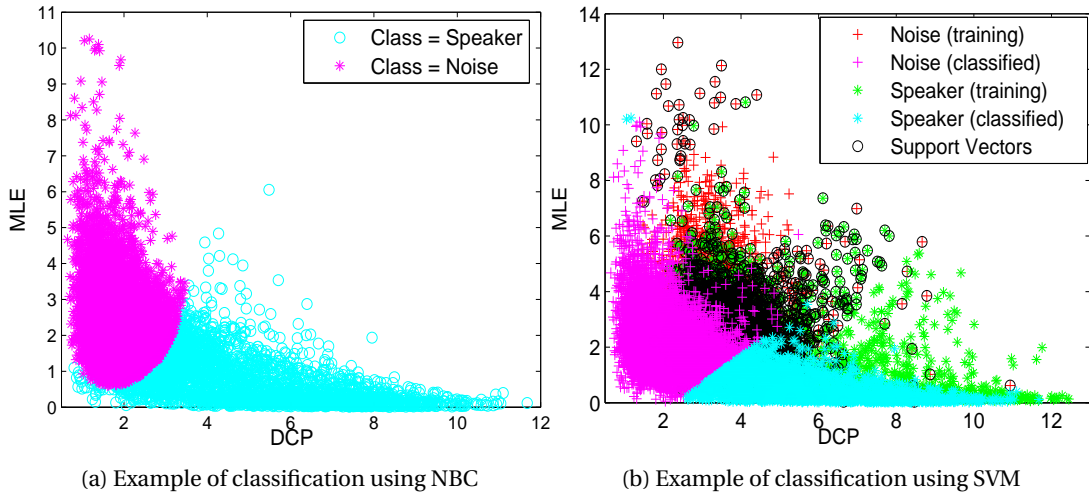 11
10
9
8
7
6
5
4
3
2
1
0
2
4
6
8
10
12
MLE
DCP
Class = Speaker
Class = Noise
(a) Example of classification using NBC
14
12
10
8
6
4
2
0
2
4
6
8
10
12
MLE
DCP
Noise (training)
Noise (classified)
Speaker (training)
Speaker (classified)
Support Vectors
(b) Example of classification using SVM